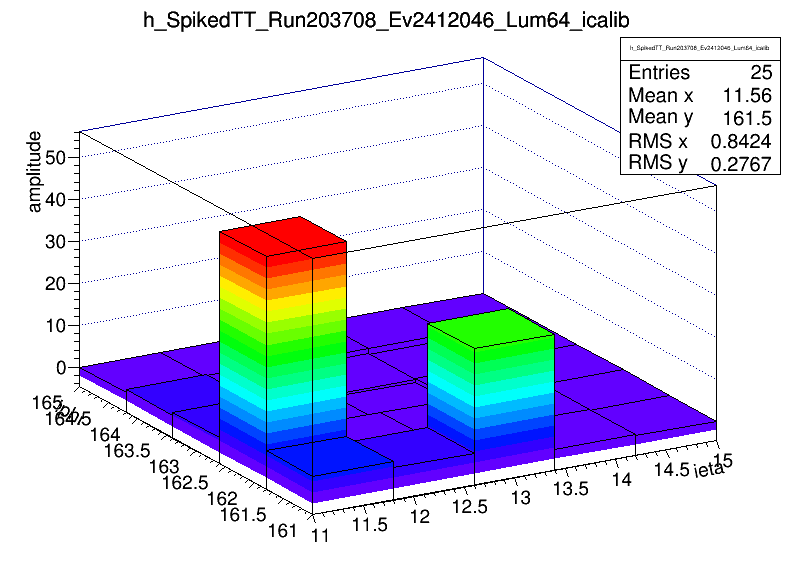 h_SpikedTT_Run203708_Ev2412046_Lum64_icalib
h_SpikedTT_Run203708_Ev2412046_Lum64_icalib
Entries 25
Mean x 11.56
Mean y 161.5
RMS x 0.8424
RMS y 0.2767
amplitude
50
40
30
20
10
0
165
164.5
164
163.5
163
162.5
162
161.5
161
11
11.5
12
12.5
13
13.5
14
14.5
15
ieta